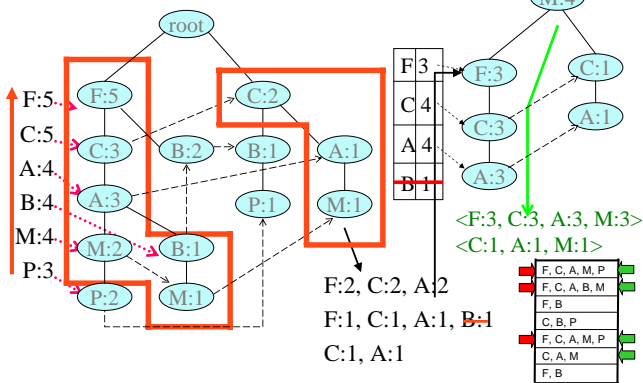 M:4
root
F:5
C:2
F 3
F:3
C:1
F:5
C:5
C:3
B:2
B:1
A:1
C 4
C:3
A:1
A:4
A 4
A:3
B:4
A:3
P:1
M:1
B 1
<F:3, C:3, A:3, M:3>
M:4
M:2
B:1
<C:1, A:1, M:1>
P:3
P:2
M:1
F:2, C:2, A:2
F:1, C:1, A:1, B:1
C:1, A:1
F, C, A, M, P
F, C, A, B, M
F, B
C, B, P
F, C, A, M, P
C, A, M
F, B